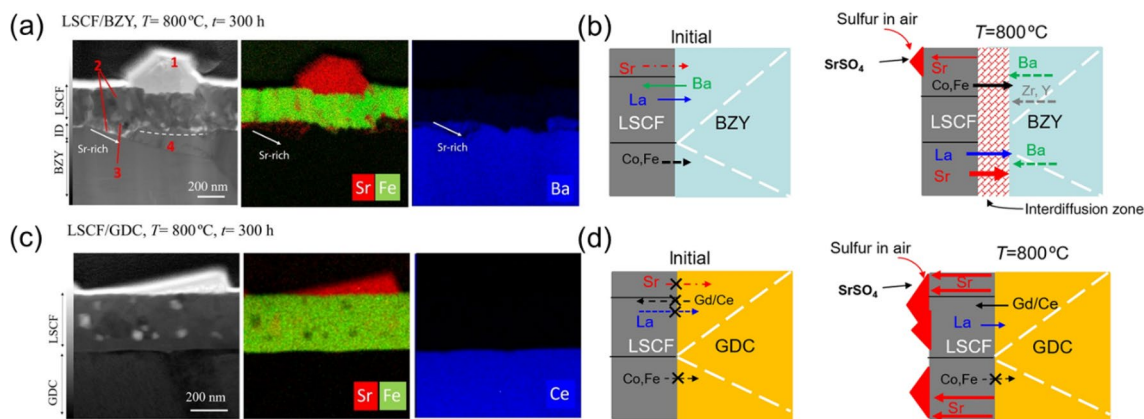 (a)
LSCF/BZY, T= 800 ºC, t= 300 h
LSCF
ID
BZY
1
2
3
4
Sr-rich
200 nm
Sr-rich
Sr Fe
Sr-rich
Ba
(b)
Initial
Sr
Ba
La
LSCF
BZY
Co,Fe
Sulfur in air
T=800ºC
SrSO4
Sr
Ba
Co,Fe
Zr, Y
LSCF
BZY
La
Ba
Sr
Interdiffusion zone
(c)
LSCF/GDC, T= 800 ºC, t= 300 h
LSCF
GDC
200 nm
Sr Fe
Ce
(d)
Initial
Sr
Gd/Ce
La
LSCF
GDC
Co,Fe
Sulfur in air
T=800ºC
SrSO4
Sr
Gd/Ce
La
LSCF
GDC
Co,Fe
Sr